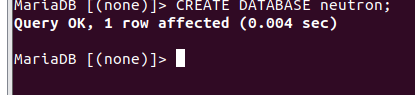 MariaDB [(none)]> CREATE DATABASE neutron;
Query OK, 1 row affected (0.004 sec)
MariaDB [(none)]>